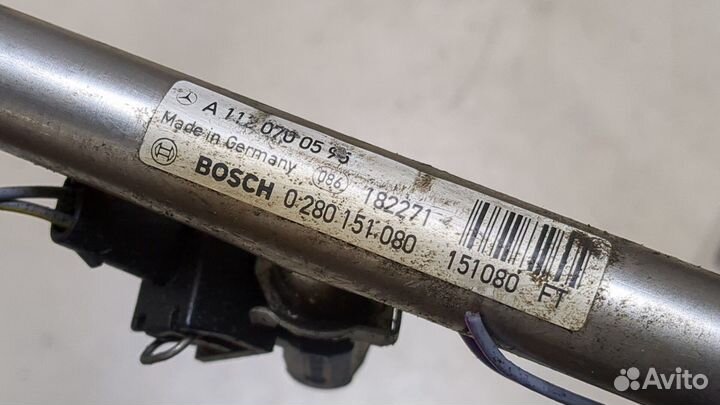 A 112 070 05 95
Made in Germany 086 182271
BOSCH 0 280 151 080
151080 FT
Avito